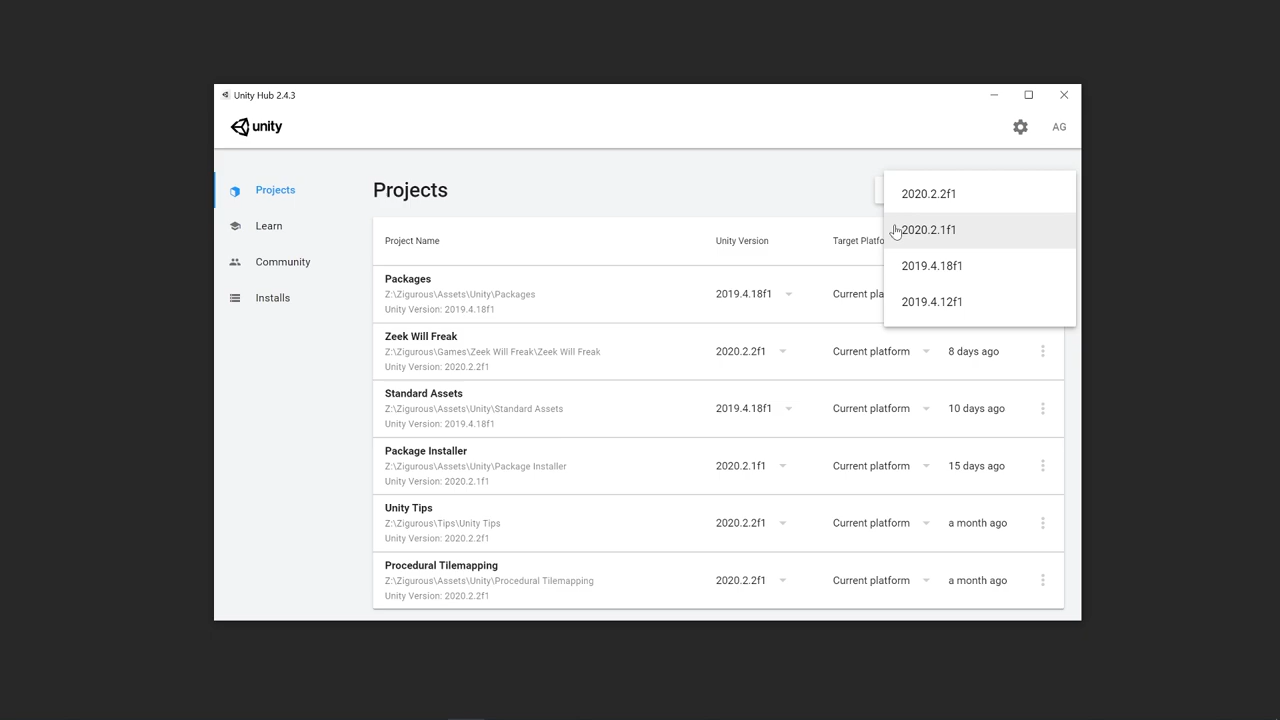 Unity Hub 2.4.3
unity
AG
Projects
Learn
Community
Installs
Projects
2020.2.2f1
2020.2.1f1
2019.4.18f1
2019.4.12f1
Project Name Unity Version Target Platfo
Packages
Z:\Zigurous\Assets\Unity\Packages
Unity Version: 2019.4.18f1
2019.4.18f1 Current pla
Zeek Will Freak
Z:\Zigurous\Games\Zeek Will Freak\Zeek Will Freak
Unity Version: 2020.2.2f1
2020.2.2f1 Current platform 8 days ago
Standard Assets
Z:\Zigurous\Assets\Unity\Standard Assets
Unity Version: 2019.4.18f1
2019.4.18f1 Current platform 10 days ago
Package Installer
Z:\Zigurous\Assets\Unity\Package Installer
Unity Version: 2020.2.1f1
2020.2.1f1 Current platform 15 days ago
Unity Tips
Z:\Zigurous\Tips\Unity Tips
Unity Version: 2020.2.2f1
2020.2.2f1 Current platform a month ago
Procedural Tilemapping
Z:\Zigurous\Assets\Unity\Procedural Tilemapping
Unity Version: 2020.2.2f1
2020.2.2f1 Current platform a month ago